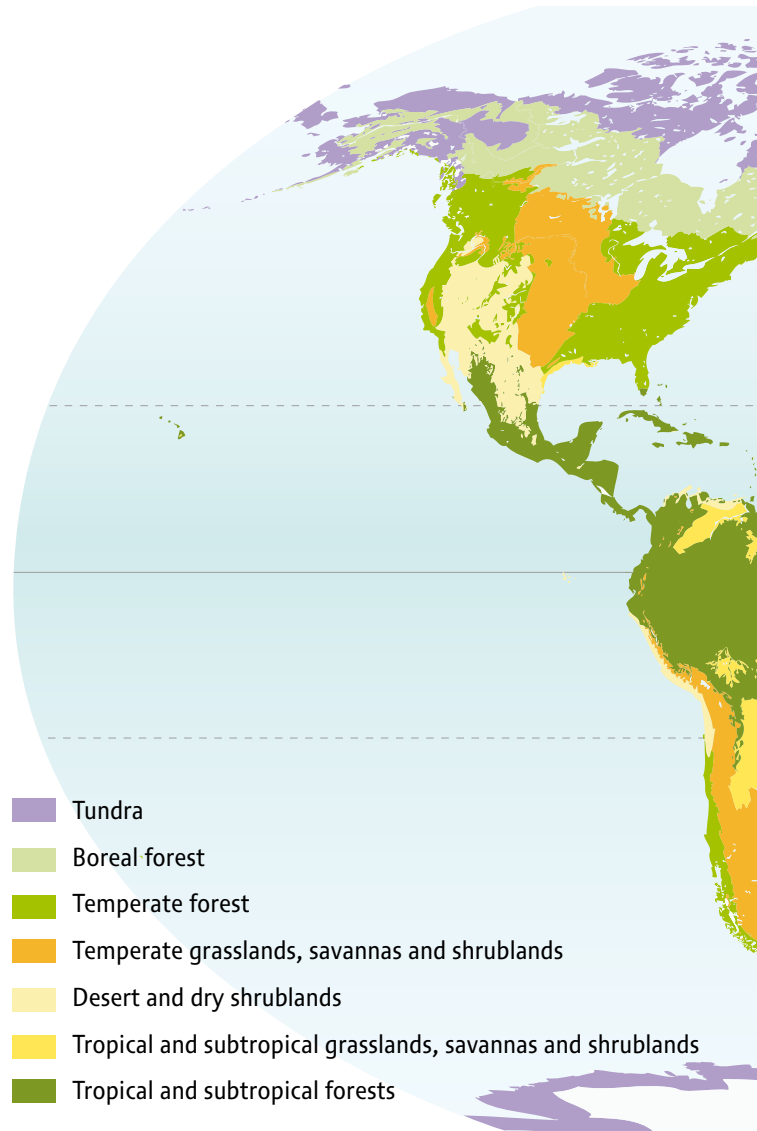 Tundra
Boreal forest
Temperate forest
Temperate grasslands, savannas and shrublands
Desert and dry shrublands
Tropical and subtropical grasslands, savannas and shrublands
Tropical and subtropical forests